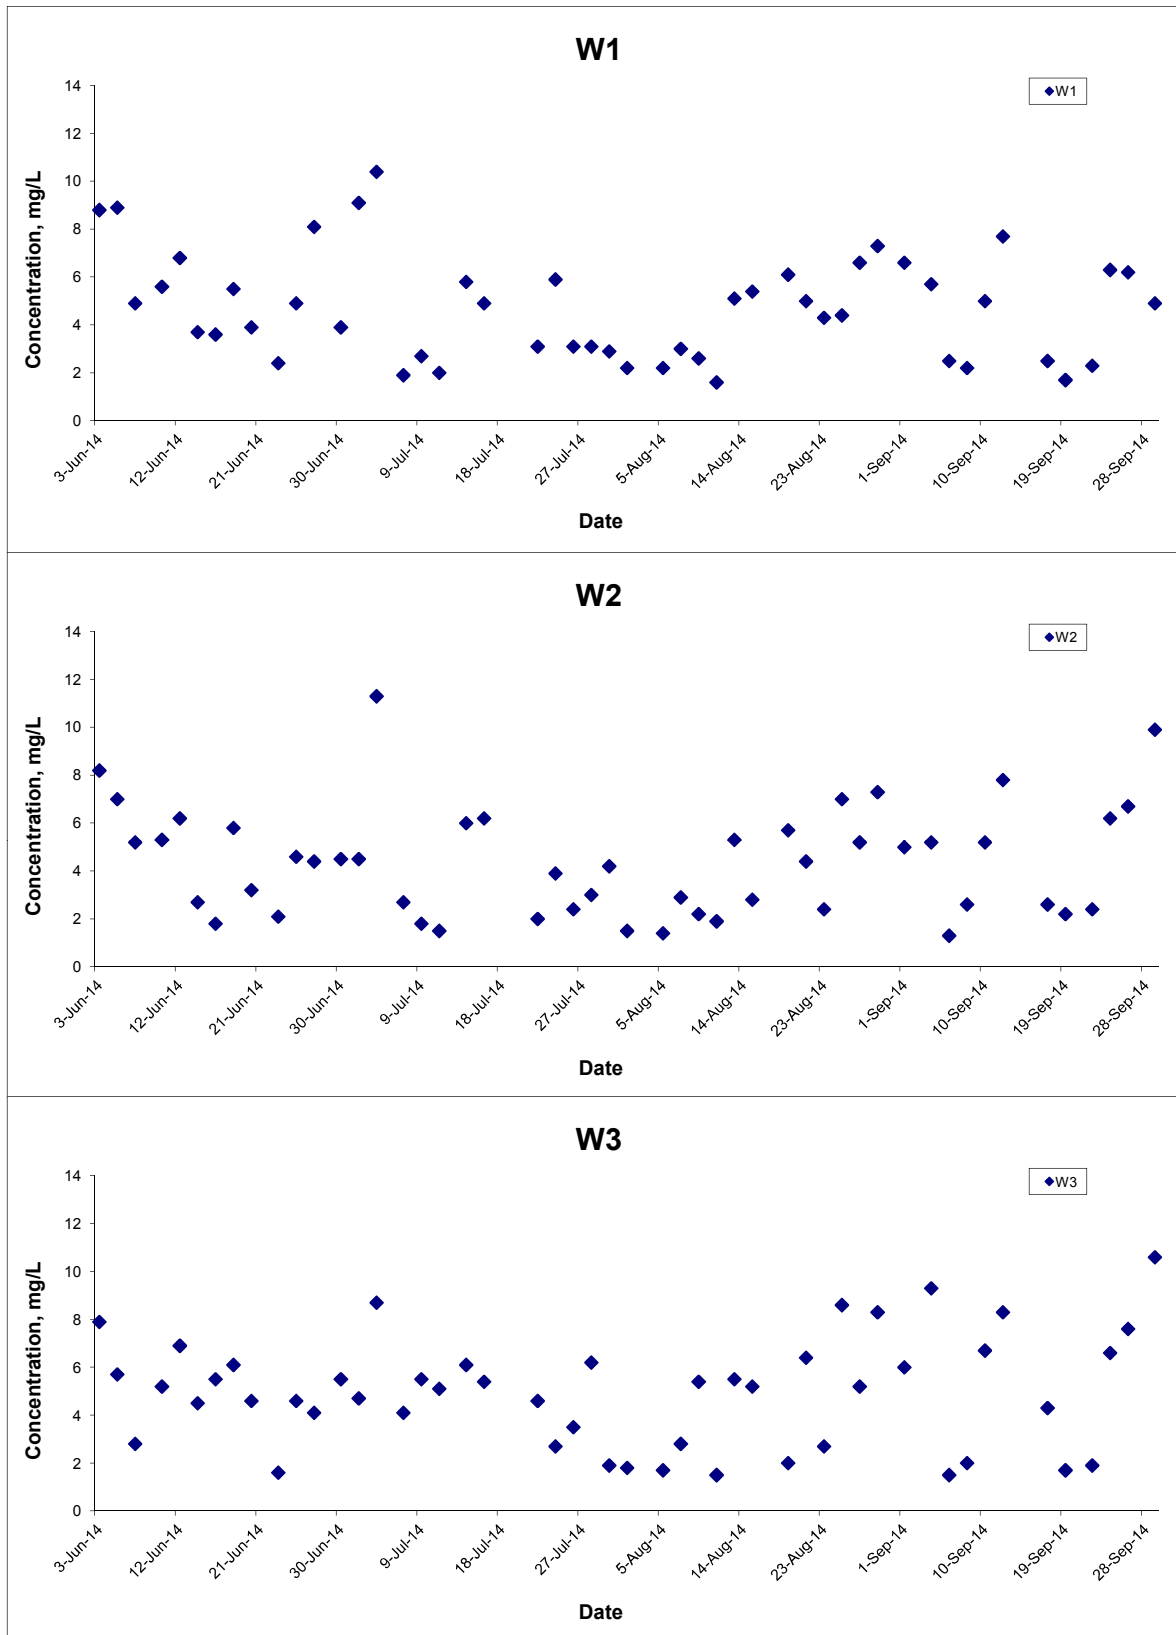 W1
W1
14
12
10
8
6
4
2
0
Concentration, mg/L
3-Jun-14 12-Jun-14 21-Jun-14 30-Jun-14 9-Jul-14 18-Jul-14 27-Jul-14 5-Aug-14 14-Aug-14 23-Aug-14 1-Sep-14 10-Sep-14 19-Sep-14 28-Sep-14
Date
W2
W2
14
12
10
8
6
4
2
0
Concentration, mg/L
3-Jun-14 12-Jun-14 21-Jun-14 30-Jun-14 9-Jul-14 18-Jul-14 27-Jul-14 5-Aug-14 14-Aug-14 23-Aug-14 1-Sep-14 10-Sep-14 19-Sep-14 28-Sep-14
Date
W3
W3
14
12
10
8
6
4
2
0
Concentration, mg/L
3-Jun-14 12-Jun-14 21-Jun-14 30-Jun-14 9-Jul-14 18-Jul-14 27-Jul-14 5-Aug-14 14-Aug-14 23-Aug-14 1-Sep-14 10-Sep-14 19-Sep-14 28-Sep-14
Date